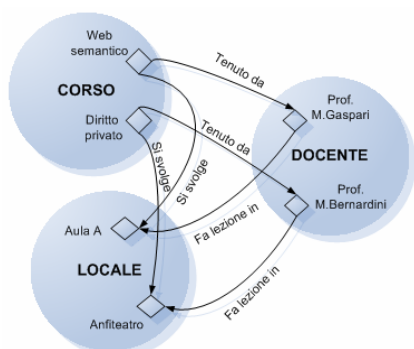 Web
semantico
CORSO
Diritto
privato
Tenuto da
Tenuto da
Si svolge
Si svolge
Prof.
M.Gaspari
DOCENTE
Prof.
M.Bernardini
Fa lezione in
Fa lezione in
Aula A
LOCALE
Anfiteatro